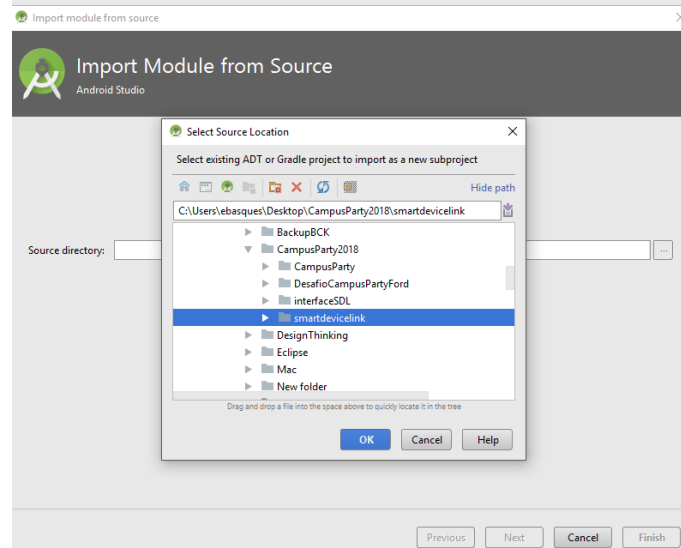 Import module from source
Import Module from Source
Android Studio
Select Source Location
Select existing ADT or Gradle project to import as a new subproject
Hide path
C:\Users\ebasques\Desktop\CampusParty2018\smartdevicelink
BackupBCK
CampusParty2018
CampusParty
DesafioCampusPartyFord
interfaceSDL
smartdevicelink
DesignThinking
Eclipse
Mac
New folder
Drag and drop a file into the space above to quickly locate it in the tree
OK Cancel Help
Source directory: ...
Previous Next Cancel Finish